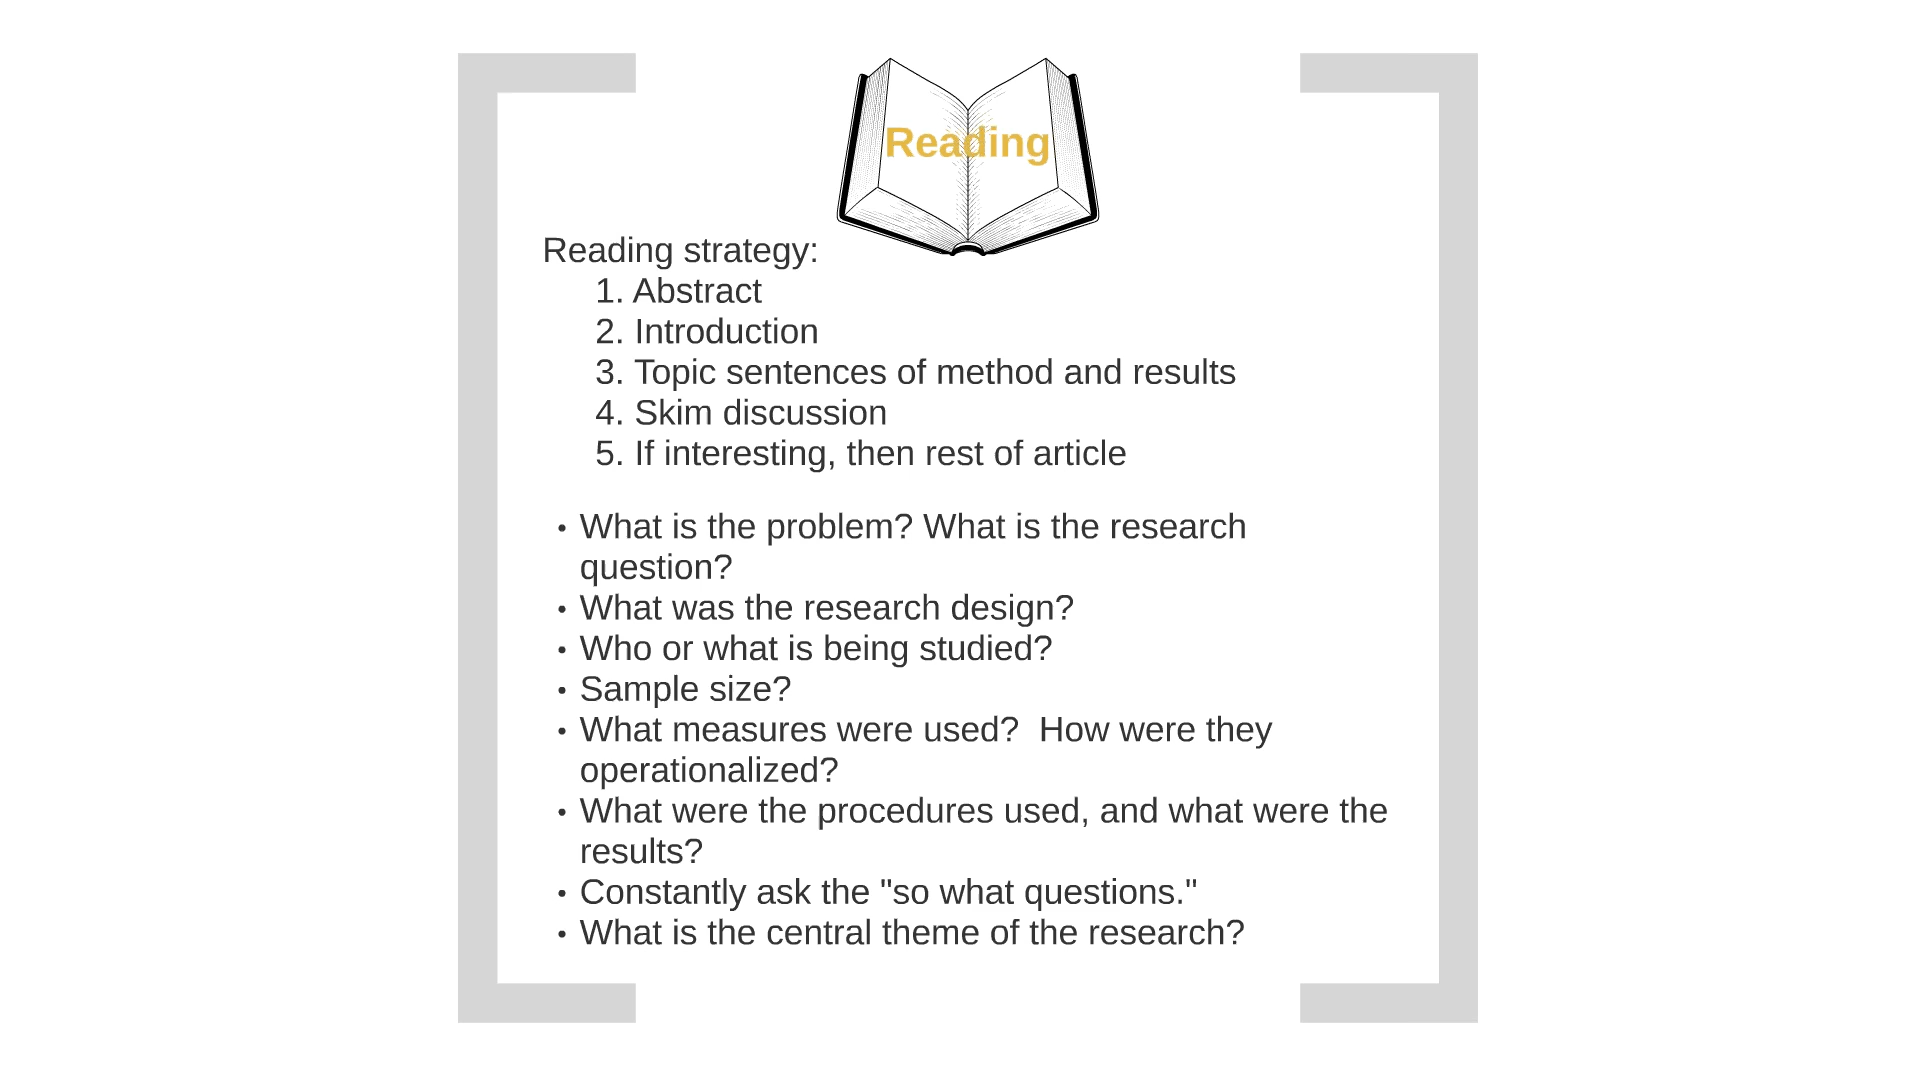 Reading
Reading strategy:
1. Abstract
2. Introduction
3. Topic sentences of method and results
4. Skim discussion
5. If interesting, then rest of article
• What is the problem? What is the research
question?
• What was the research design?
• Who or what is being studied?
• Sample size?
• What measures were used?  How were they
operationalized?
• What were the procedures used, and what were the
results?
• Constantly ask the "so what questions."
• What is the central theme of the research?